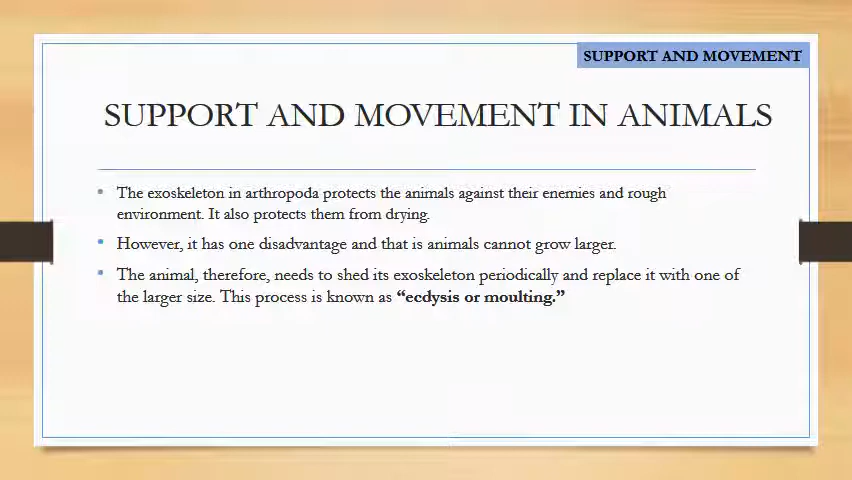 SUPPORT AND MOVEMENT
SUPPORT AND MOVEMENT IN ANIMALS
• The exoskeleton in arthropoda protects the animals against their enemies and rough
environment. It also protects them from drying.
• However, it has one disadvantage and that is animals cannot grow larger.
• The animal, therefore, needs to shed its exoskeleton periodically and replace it with one of
the larger size. This process is known as “ecdysis or moulting.”